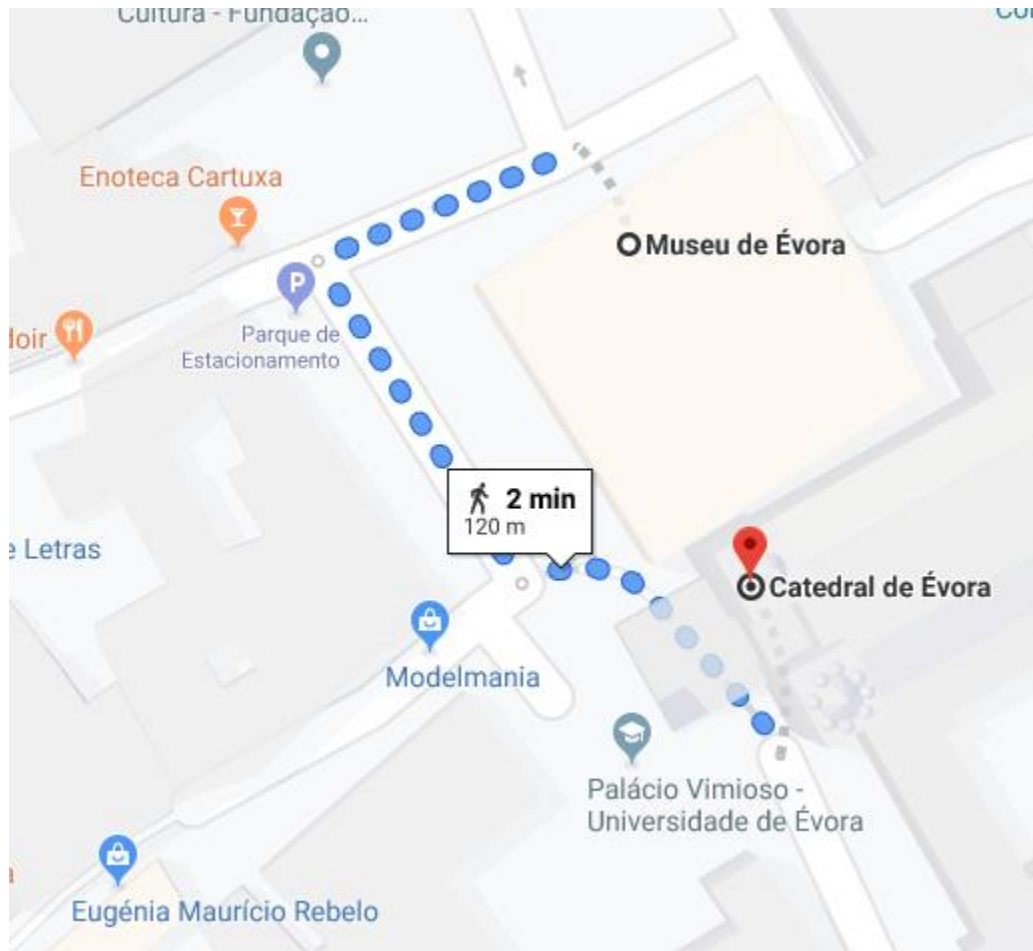 Cultura - Fundação...
Enoteca Cartuxa
Museu de Évora
P
Parque de
Estacionamento
2 min
120 m
e Letras
Catedral de Évora
Modelmania
Palácio Vimioso -
Universidade de Évora
Eugénia Maurício Rebelo